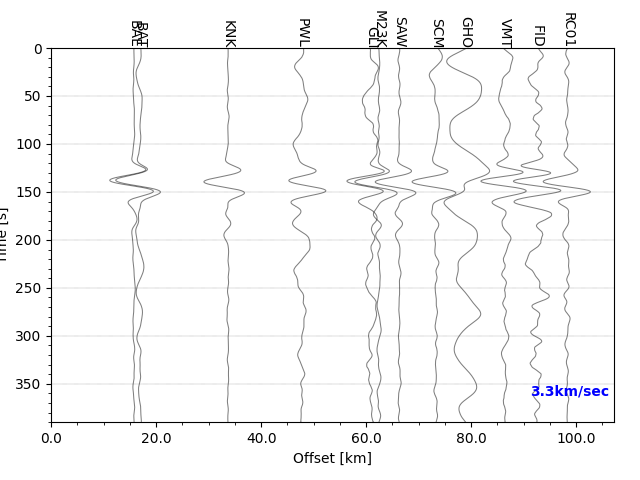 BAE
BAT
KNK
PWL
GLI
M23K
SAW
SCM
GHO
VMT
FID
RC01
0
50
100
150
200
250
300
350
Time [s]
3.3km/sec
0.0
20.0
40.0
60.0
80.0
100.0
Offset [km]